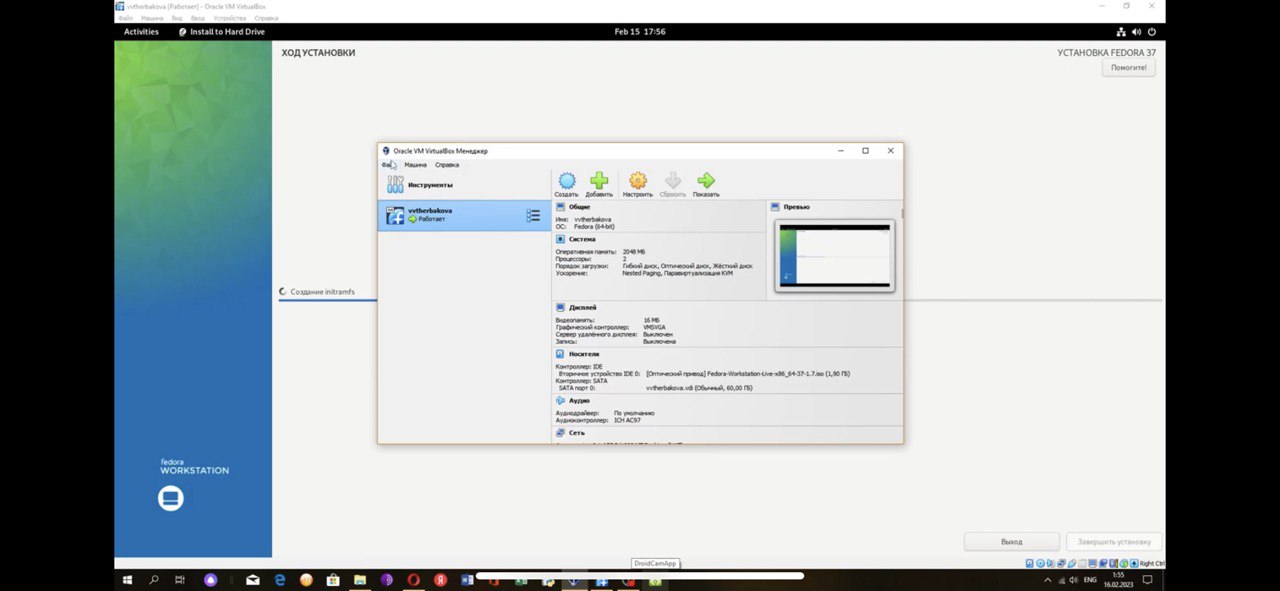 vvtherbakova [Работает] - Oracle VM VirtualBox
Файл Машина Вид Ввод Устройства Справка
Activities Install to Hard Drive Feb 15 17:56
ХОД УСТАНОВКИ УСТАНОВКА FEDORA 37
Помогите!
Oracle VM VirtualBox Менеджер
Файл Машина Справка
Инструменты
Создать Добавить Настроить Сбросить Показать
vvtherbakova
Работает
Общие
Имя: vvtherbakova
ОС: Fedora (64-bit)
Превью
Система
Оперативная память: 2048 МБ
Процессоры: 2
Порядок загрузки: Гибкий диск, Оптический диск, Жёсткий диск
Ускорение: Nested Paging, Паравиртуализация KVM
Создание initramfs
Дисплей
Видеопамять: 16 МБ
Графический контроллер: VMSVGA
Сервер удалённого дисплея: Выключен
Запись: Выключена
Носители
Контроллер: IDE
Вторичное устройство IDE 0: [Оптический привод] Fedora-Workstation-Live-x86_64-37-1.7.iso (1,90 ГБ)
Контроллер: SATA
SATA порт 0: vvtherbakova.vdi (Обычный, 60,00 ГБ)
Аудио
Аудиодрайвер: По умолчанию
Аудиоконтроллер: ICH AC97
Сеть
fedora
WORKSTATION
Выход Завершить установку
DroidCamApp
Right Ctrl
ENG
1:55
16.02.2023